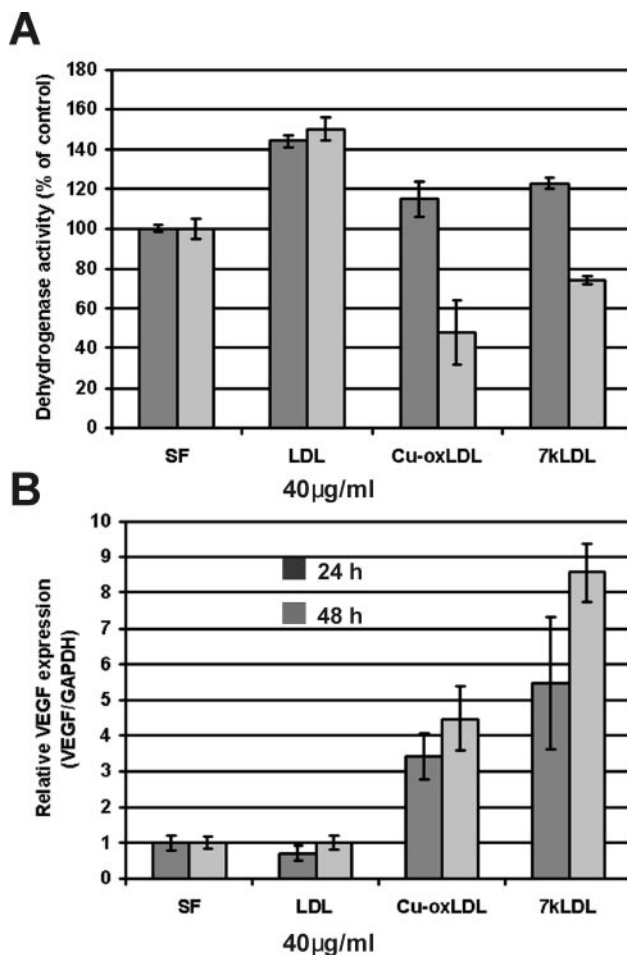 A
Dehydrogenase activity (% of control)
180
160
140
120
100
80
60
40
20
0
SF LDL Cu-oxLDL 7kLDL
40µg/ml
B
Relative VEGF expression
(VEGF/GAPDH)
10
9
8
7
6
5
4
3
2
1
0
24 h
48 h
SF LDL Cu-oxLDL 7kLDL
40µg/ml